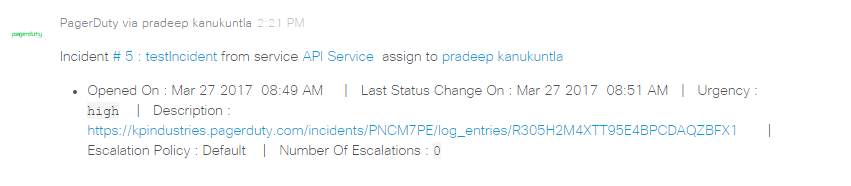 PagerDuty via pradeep kanukuntla 2:21 PM
pagerduty
Incident # 5 : testIncident from service API Service assign to pradeep kanukuntla
• Opened On : Mar 27 2017 08:49 AM | Last Status Change On : Mar 27 2017 08:51 AM | Urgency :
high | Description :
https://kpindustries.pagerduty.com/incidents/PNCM7PE/log_entries/R305H2M4XTT95E4BPCDAQZBFX1 |
Escalation Policy : Default | Number Of Escalations : 0